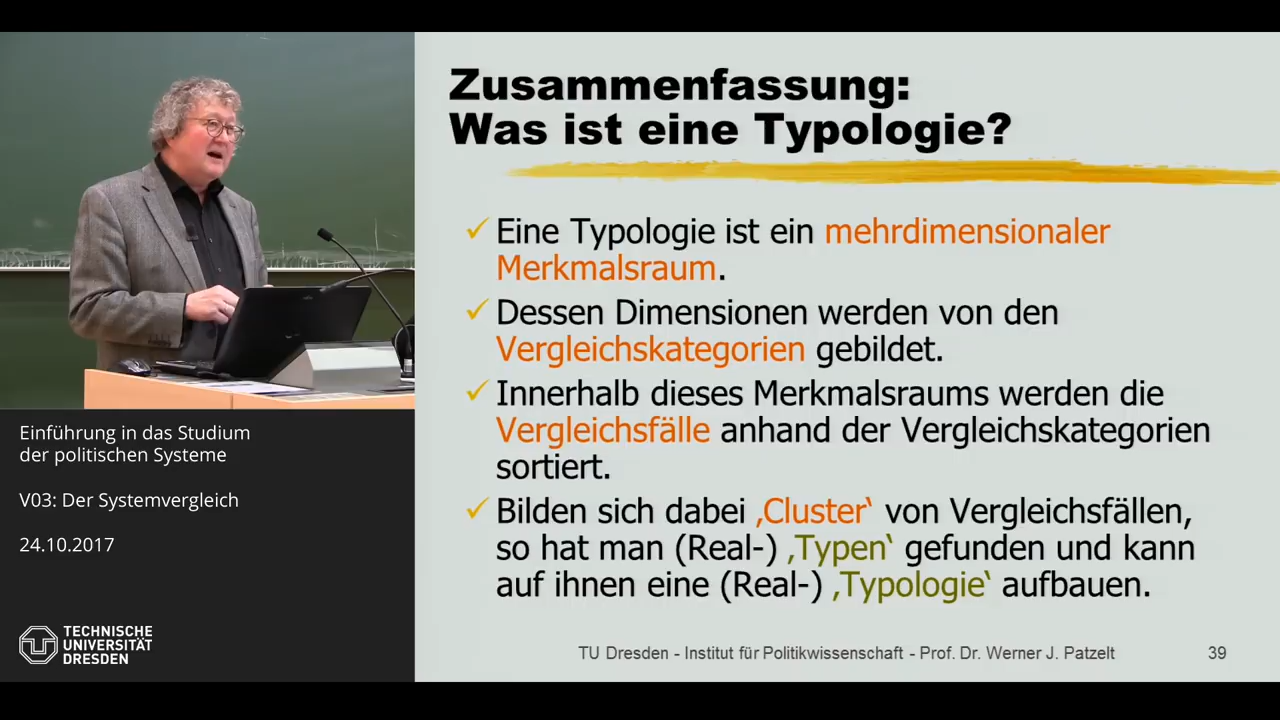 Zusammenfassung:
Was ist eine Typologie?
✓ Eine Typologie ist ein mehrdimensionaler
Merkmalsraum.
✓ Dessen Dimensionen werden von den
Vergleichskategorien gebildet.
✓ Innerhalb dieses Merkmalsraums werden die
Vergleichsfälle anhand der Vergleichskategorien
sortiert.
✓ Bilden sich dabei ‚Cluster‘ von Vergleichsfällen,
so hat man (Real-) ‚Typen‘ gefunden und kann
auf ihnen eine (Real-) ‚Typologie‘ aufbauen.
TU Dresden - Institut für Politikwissenschaft - Prof. Dr. Werner J. Patzelt
39
Einführung in das Studium
der politischen Systeme
V03: Der Systemvergleich
24.10.2017
TECHNISCHE
UNIVERSITÄT
DRESDEN